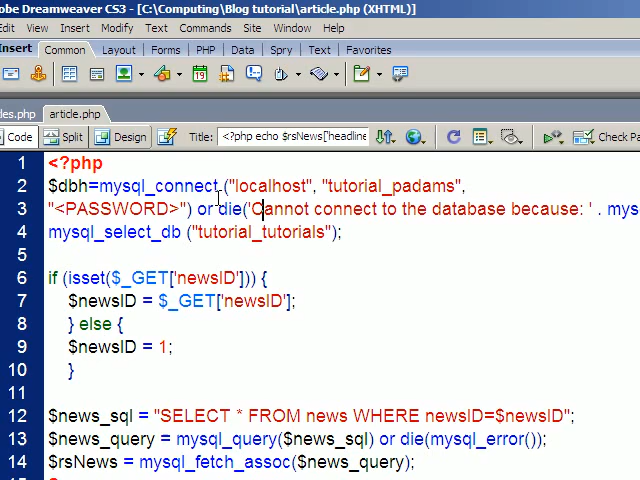 obe Dreamweaver CS3 - [C:\Computing\Blog tutorial\article.php (XHTML)]
Edit View Insert Modify Text Commands Site Window Help
Insert Common Layout Forms PHP Data Spry Text Favorites
les.php article.php
Code Split Design Title: <?php echo $rsNews['headline Check Pa
1 <?php
2 $dbh=mysql_connect ("localhost", "tutorial_padams",
3 "<PASSWORD>") or die('Cannot connect to the database because: ' . mys
4 mysql_select_db ("tutorial_tutorials");
5
6 if (isset($_GET['newsID'])) {
7 $newsID = $_GET['newsID'];
8 } else {
9 $newsID = 1;
10 }
11
12 $news_sql = "SELECT * FROM news WHERE newsID=$newsID";
13 $news_query = mysql_query($news_sql) or die(mysql_error());
14 $rsNews = mysql_fetch_assoc($news_query);